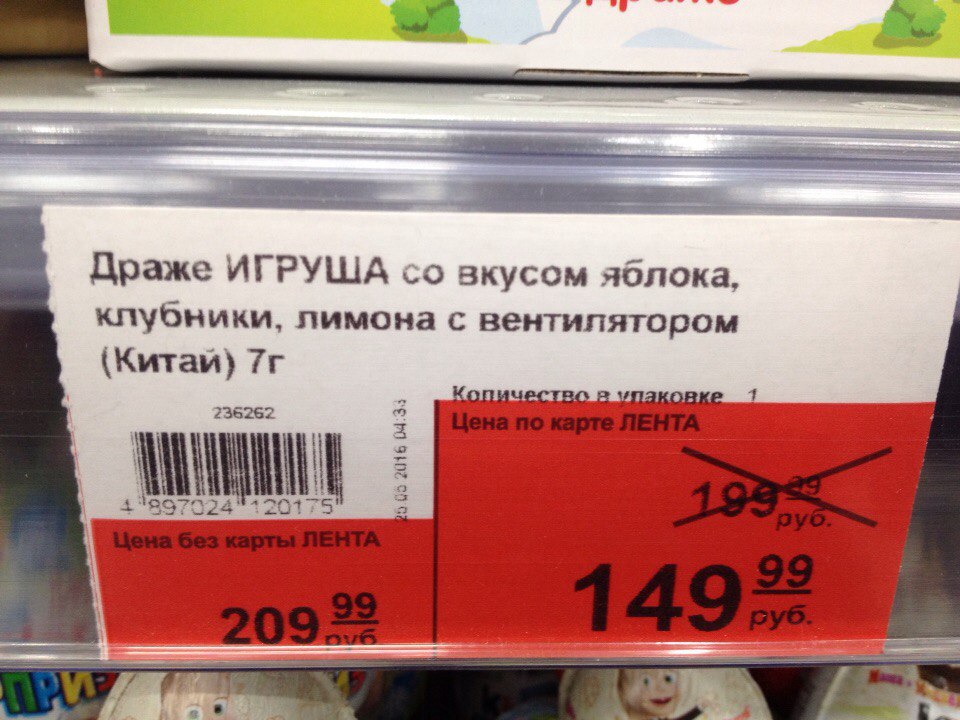 Драже ИГРУША со вкусом яблока,
клубники, лимона с вентилятором
(Китай) 7г
Количество в упаковке 1
236262
4 897024 120175
Цена по карте ЛЕНТА
199 99
руб.
149 99
руб.
Цена без карты ЛЕНТА
209 99
руб